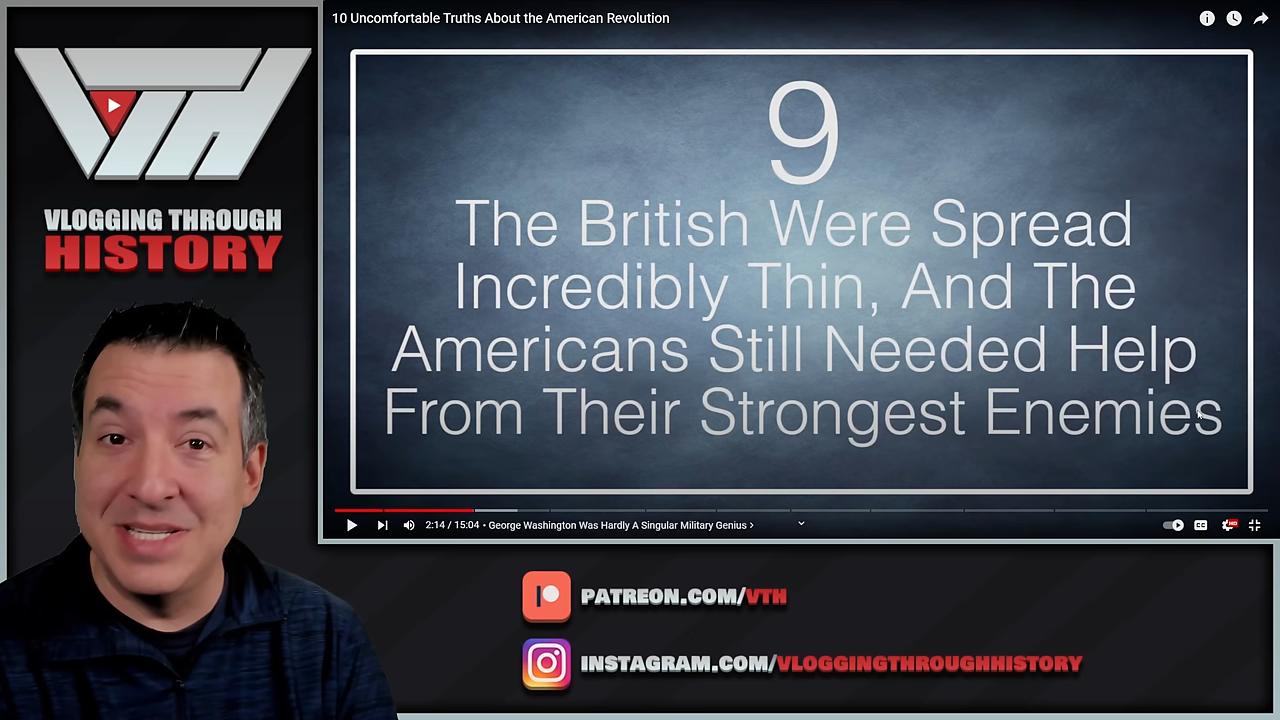 VTH
VLOGGING THROUGH
HISTORY
10 Uncomfortable Truths About the American Revolution
9
The British Were Spread
Incredibly Thin, And The
Americans Still Needed Help
From Their Strongest Enemies
2:14 / 15:04 • George Washington Was Hardly A Singular Military Genius >
CC
HD
PATREON.COM/VTH
INSTAGRAM.COM/VLOGGINGTHROUGHHISTORY